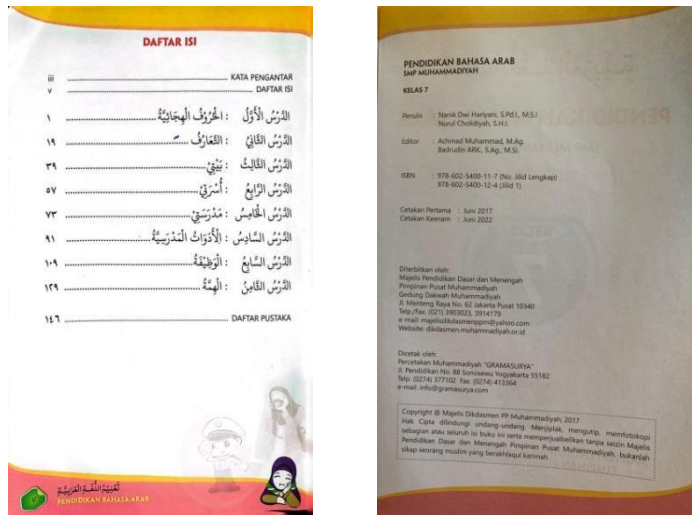 DAFTAR ISI
iii ........ KATA PENGANTAR
v ........ DAFTAR ISI
الدَّرْسُ الْأَوَّلُ : الْحُرُوْفُ الْهِجَائِيَّةُ ........ ١
الدَّرْسُ الثَّانِيْ : التَّعَارُفُ ........ ١٩
الدَّرْسُ الثَّالِثُ : بَيْتِيْ ........ ٣٩
الدَّرْسُ الرَّابِعُ : أُسْرَتِيْ ........ ٥٧
الدَّرْسُ الْخَامِسُ : مَدْرَسَتِيْ ........ ٧٣
الدَّرْسُ السَّادِسُ : الْأَدَوَاتُ الْمَدْرَسِيَّةُ ........ ٩١
الدَّرْسُ السَّابِعُ : الْوَظِيْفَةُ ........ ١٠٩
الدَّرْسُ الثَّامِنُ : الْمِهْنَةُ ........ ١٢٩
١٤٦ ........ DAFTAR PUSTAKA
تَعْلِيْمُ اللُّغَةِ الْعَرَبِيَّةِ
PENDIDIKAN BAHASA ARAB
PENDIDIKAN BAHASA ARAB
SMP MUHAMMADIYAH
KELAS 7
Penulis : Nanik Dwi Hariyani, S.Pd.I., M.S.I
Nurul Cholidiyah, S.H.I.
Editor : Achmad Muhammad, M.Ag.
Badrudin ARIC, S.Ag., M.Si.
ISBN : 978-602-5400-11-7 (No. Jilid Lengkap)
978-602-5400-12-4 (Jilid 1)
Cetakan Pertama : Juni 2017
Cetakan Keenam : Juni 2022
Diterbitkan oleh:
Majelis Pendidikan Dasar dan Menengah
Pimpinan Pusat Muhammadiyah
Gedung Dakwah Muhammadiyah
Jl. Menteng Raya No. 62 Jakarta Pusat 10340
Telp./Fax. (021) 3903023, 3914179
e-mail: majelisdikdasmenppm@yahoo.com
Website: dikdasmen.muhammadiyah.or.id
Dicetak oleh:
Percetakan Muhammadiyah "GRAMASURYA"
Jl. Pendidikan No. 88 Sonosewu Yogyakarta 55182
Telp. (0274) 377102 Fax. (0274) 413364
e-mail: info@gramasurya.com
Copyright @ Majelis Dikdasmen PP Muhammadiyah, 2017
Hak Cipta dilindungi undang-undang. Menjiplak, mengutip, memfotokopi
sebagian atau seluruh isi buku ini serta memperjualbelikan tanpa seizin Majelis
Pendidikan Dasar dan Menengah Pimpinan Pusat Muhammadiyah, bukanlah
sikap seorang muslim yang berakhlaqul karimah.